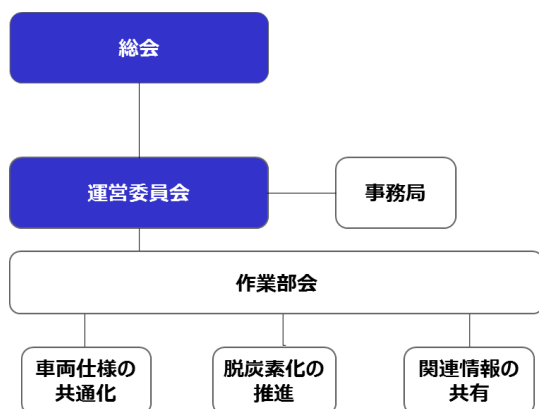 総会
運営委員会
事務局
作業部会
車両仕様の
共通化
脱炭素化の
推進
関連情報の
共有